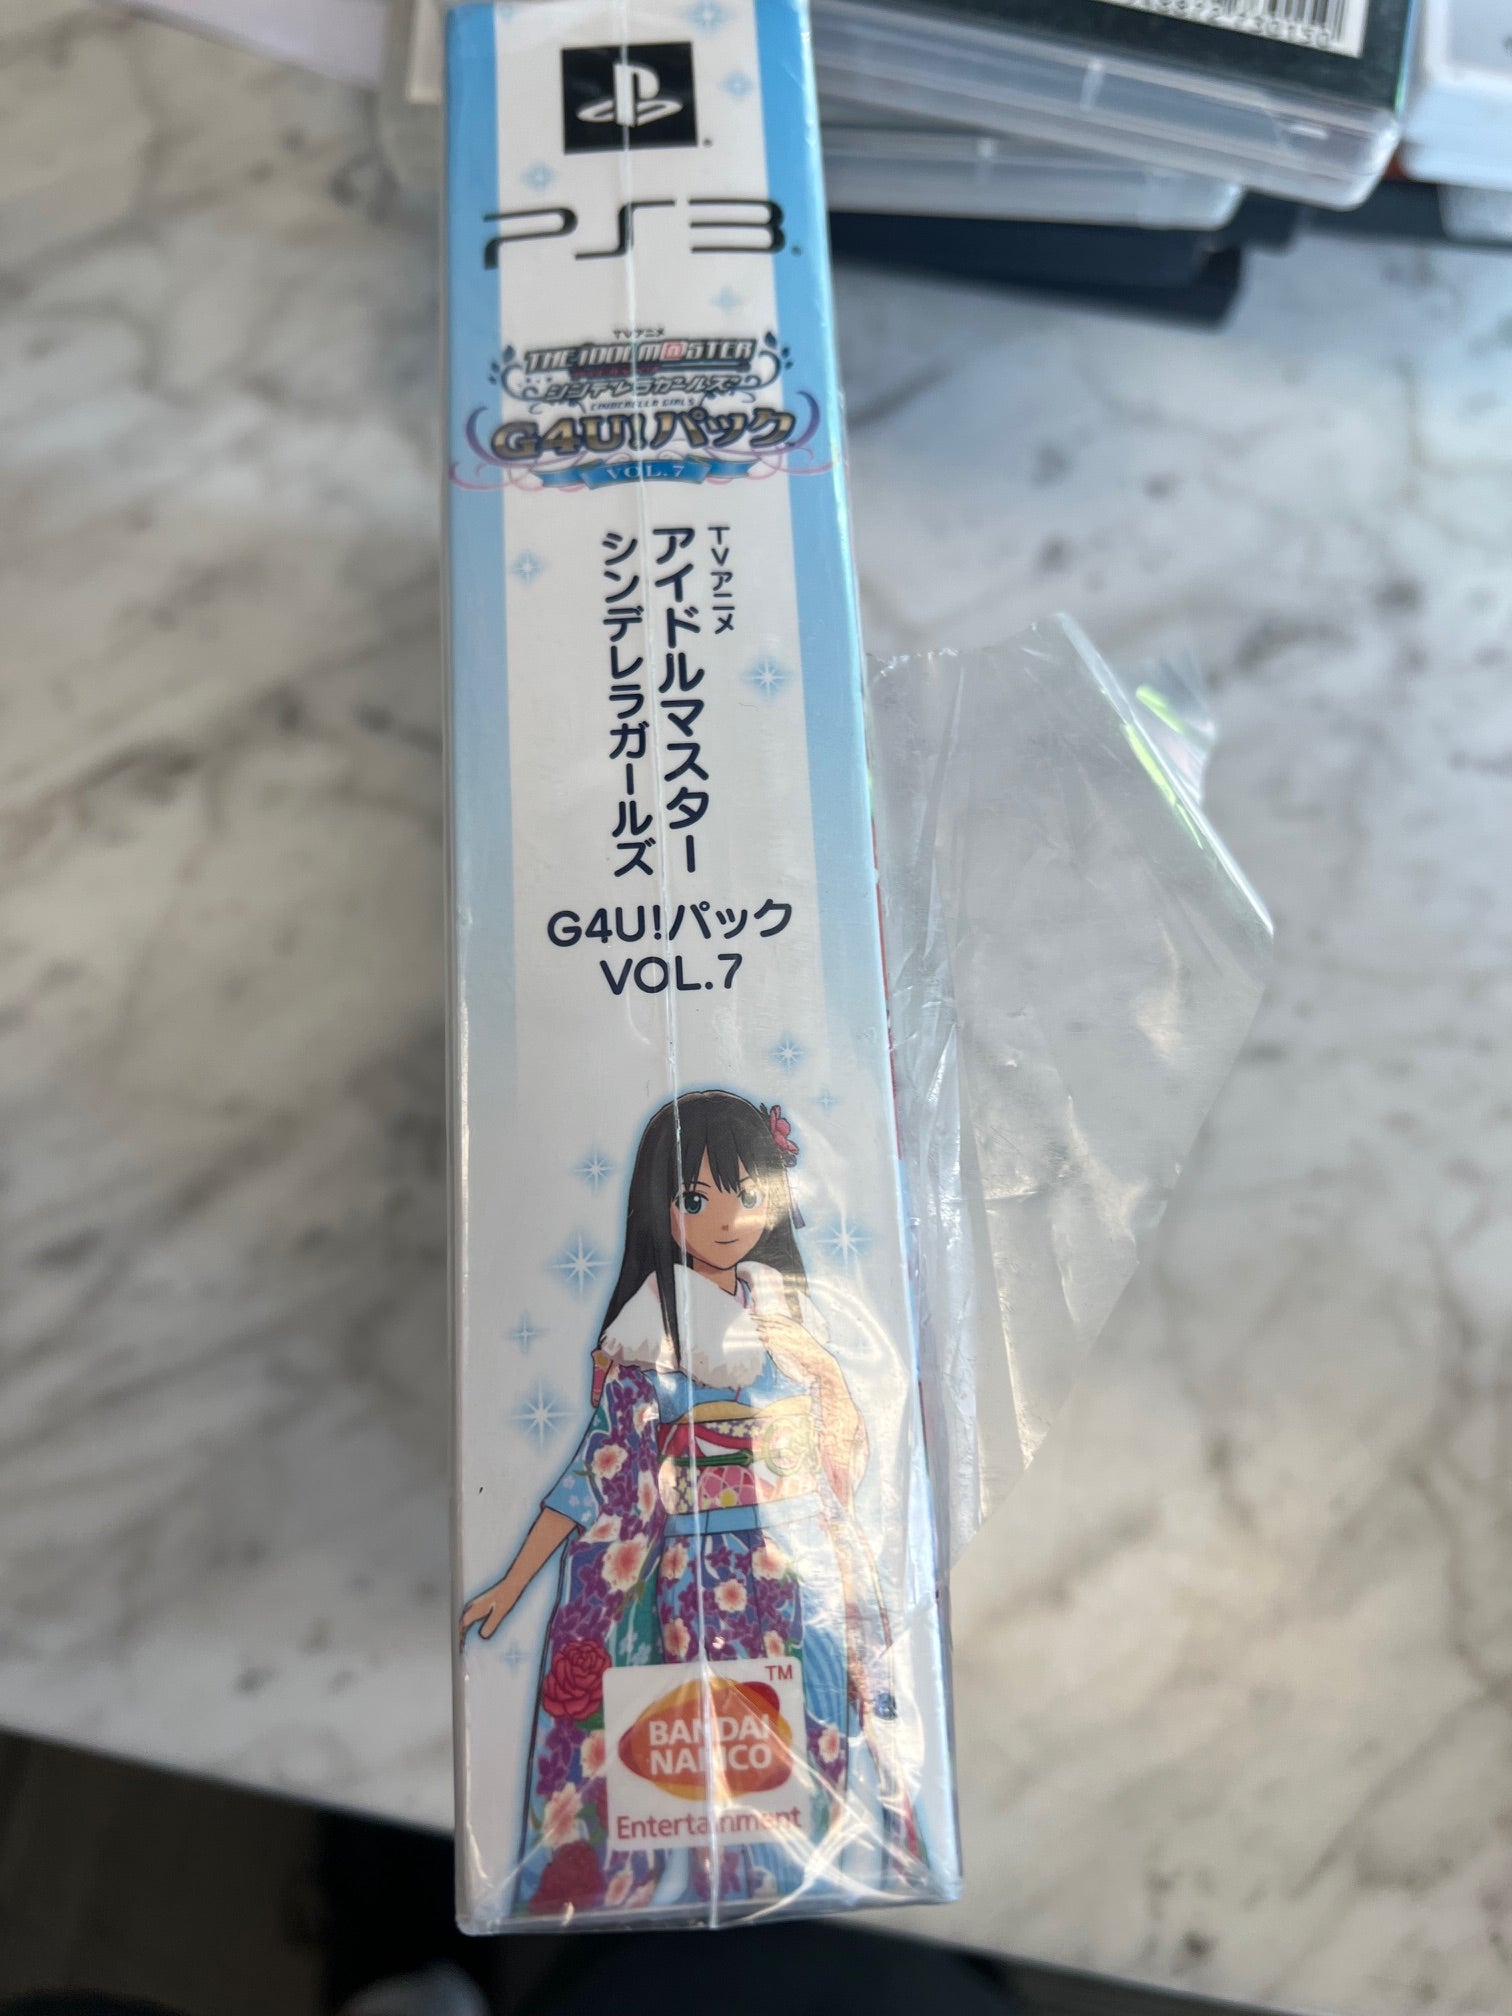 PS3
TVアニメ
THE IDOLM@STER
シンデレラガールズ
CINDERELLA GIRLS
G4U!パック
VOL.7
TVアニメ
アイドルマスター
シンデレラガールズ
G4U!パック
VOL.7
TM
BANDAI
NAMCO
Entertainment